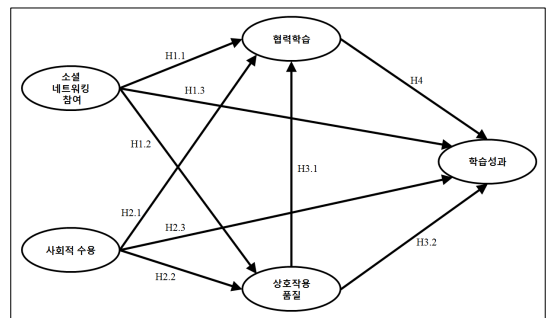 협력학습
H1.1
H4
소셜
네트워킹
참여
H1.3
H1.2
학습성과
H3.1
H2.1
H2.3
H3.2
사회적 수용
H2.2
상호작용
품질